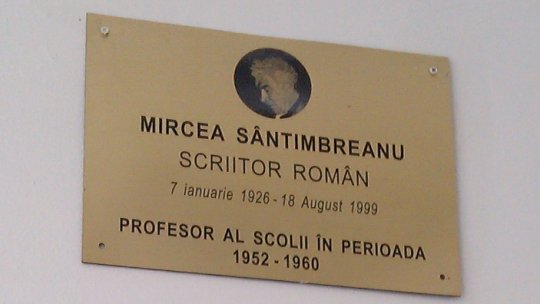 MIRCEA SÂNTIMBREANU
SCRIITOR ROMÂN
7 ianuarie 1926 - 18 August 1999
PROFESOR AL SCOLII ÎN PERIOADA
1952 - 1960